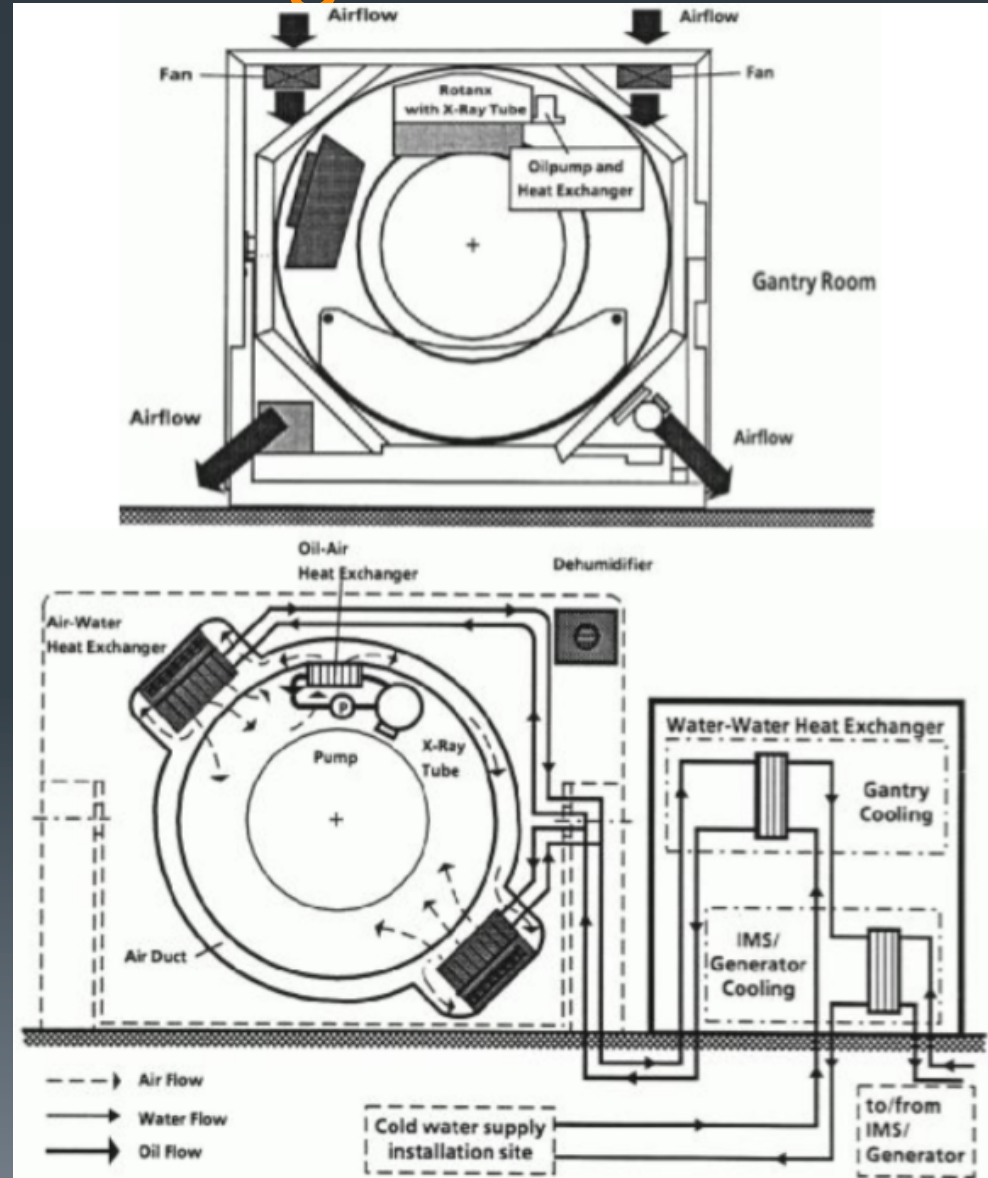 Airflow
Airflow
Fan
Fan
Rotanx
with X-Ray Tube
Oilpump and
Heat Exchanger
Gantry Room
Airflow
Airflow
Oil-Air
Heat Exchanger
Dehumidifier
Air-Water
Heat Exchanger
P
Pump
X-Ray
Tube
Air Duct
Water-Water Heat Exchanger
Gantry
Cooling
IMS/
Generator
Cooling
Air Flow
Water Flow
Oil Flow
Cold water supply
installation site
to/from
IMS/
Generator